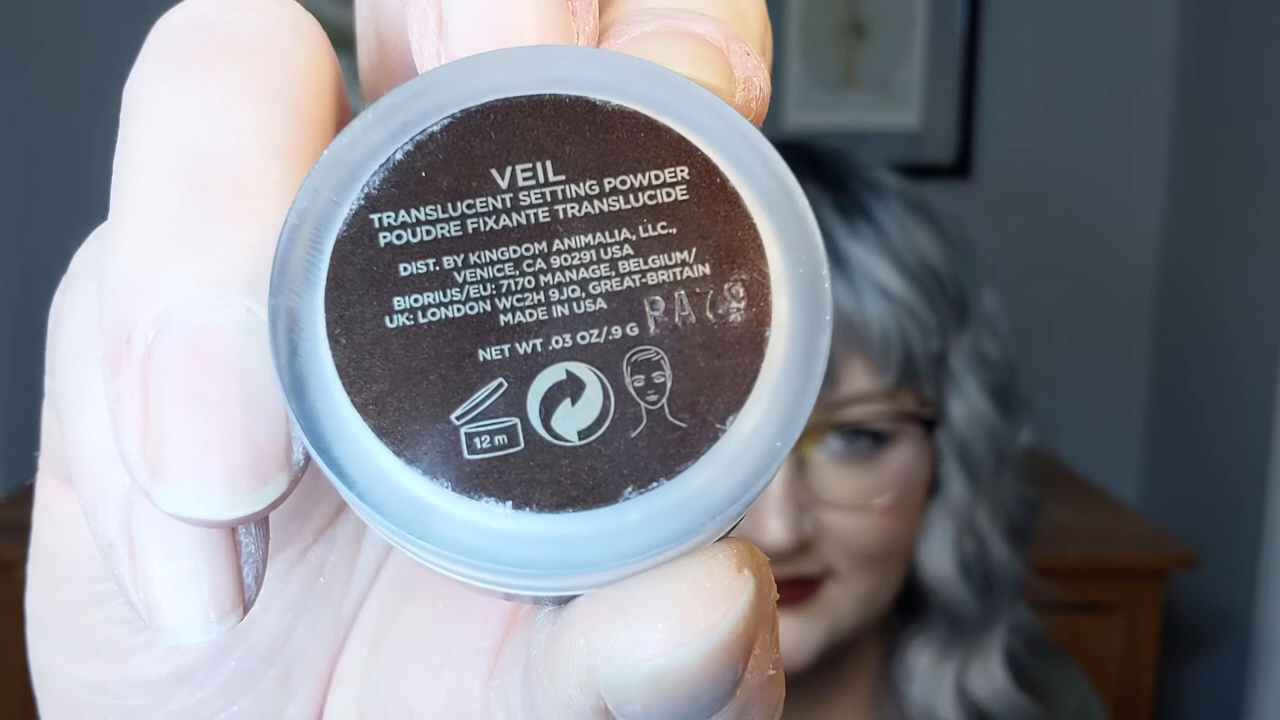 VEIL
TRANSLUCENT SETTING POWDER
POUDRE FIXANTE TRANSLUCIDE
DIST. BY KINGDOM ANIMALIA, LLC.,
VENICE, CA 90291 USA
BIORIUS/EU: 7170 MANAGE, BELGIUM/
UK: LONDON WC2H 9JQ, GREAT-BRITAIN
MADE IN USA
NET WT .03 OZ/.9 G
12 m